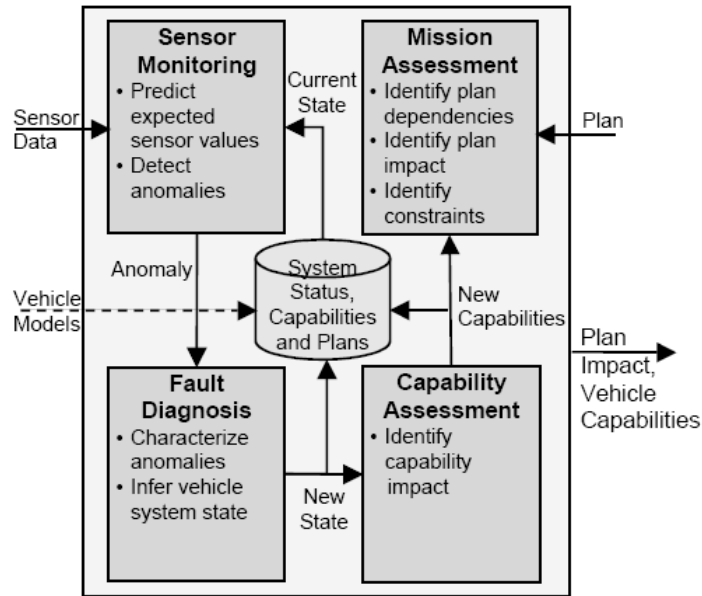 Sensor
Monitoring
• Predict
expected
sensor values
• Detect
anomalies
Current
State
Mission
Assessment
• Identify plan
dependencies
• Identify plan
impact
• Identify
constraints
Sensor
Data
Plan
Anomaly
System
Status,
Capabilities
and Plans
New
Capabilities
Vehicle
Models
Plan
Impact,
Vehicle
Capabilities
Fault
Diagnosis
• Characterize
anomalies
• Infer vehicle
system state
New
State
Capability
Assessment
• Identify
capability
impact